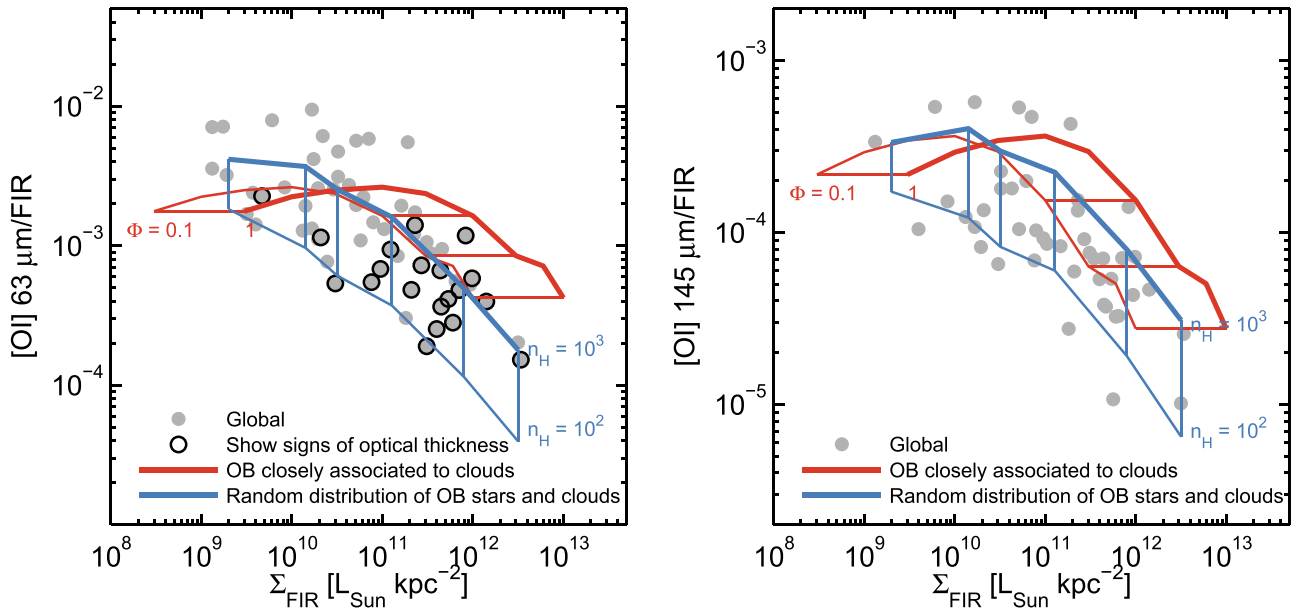 10⁻²
10⁻³
10⁻⁴
[OI] 63 μm/FIR
Φ = 0.1
1
n_H = 10³
n_H = 10²
Global
Show signs of optical thickness
OB closely associated to clouds
Random distribution of OB stars and clouds
10⁸ 10⁹ 10¹⁰ 10¹¹ 10¹² 10¹³
Σ_FIR [L_Sun kpc⁻²]
10⁻³
10⁻⁴
10⁻⁵
[OI] 145 μm/FIR
Φ = 0.1
1
n_H = 10³
n_H = 10²
Global
OB closely associated to clouds
Random distribution of OB stars and clouds
10⁸ 10⁹ 10¹⁰ 10¹¹ 10¹² 10¹³
Σ_FIR [L_Sun kpc⁻²]